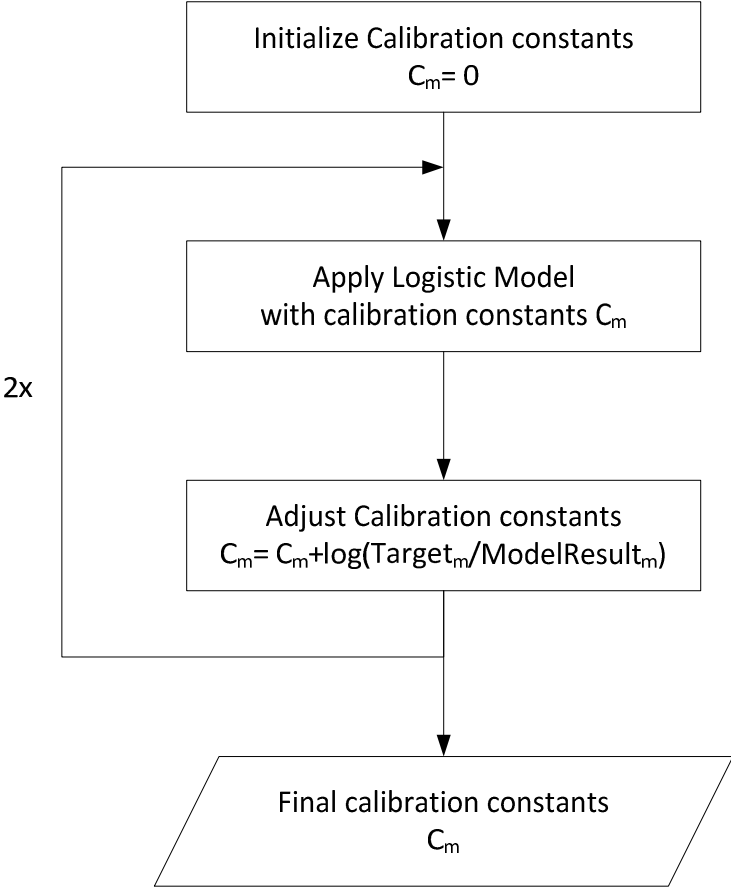 Initialize Calibration constants
Cₘ= 0
Apply Logistic Model
with calibration constants Cₘ
2x
Adjust Calibration constants
Cₘ= Cₘ+log(Targetₘ/ModelResultₘ)
Final calibration constants
Cₘ